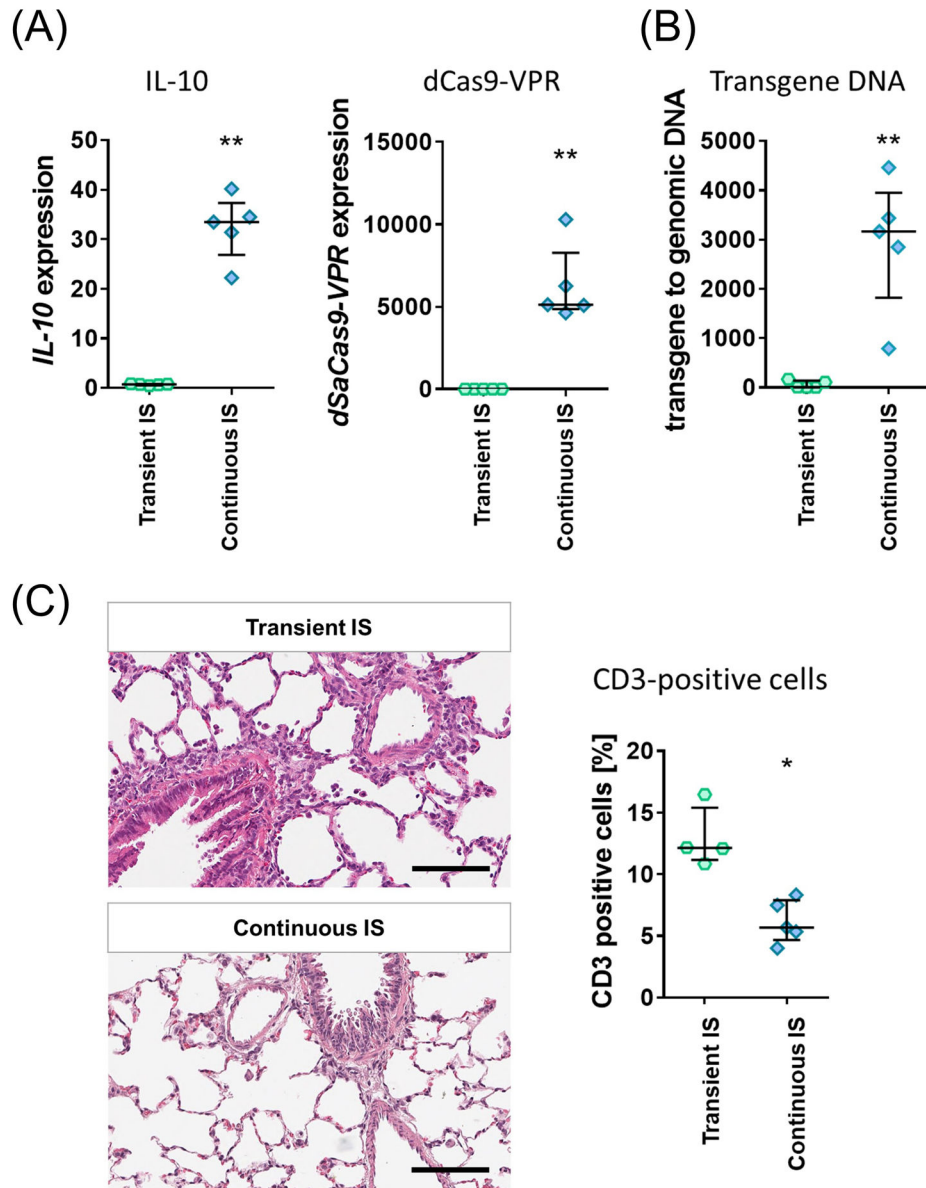 (A)
IL-10
IL-10 expression
50
40
30
20
10
0
Transient IS
Continuous IS
**
dCas9-VPR
dSaCas9-VPR expression
15000
10000
5000
0
Transient IS
Continuous IS
**
(B)
Transgene DNA
transgene to genomic DNA
5000
4000
3000
2000
1000
0
Transient IS
Continuous IS
**
(C)
Transient IS
Continuous IS
CD3-positive cells
CD3 positive cells [%]
20
15
10
5
0
Transient IS
Continuous IS
*